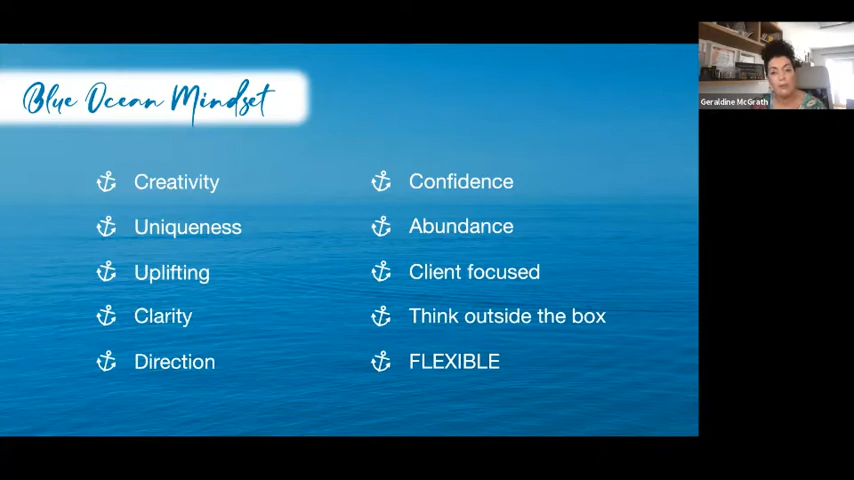 Blue Ocean Mindset
Creativity
Uniqueness
Uplifting
Clarity
Direction
Confidence
Abundance
Client focused
Think outside the box
FLEXIBLE
Geraldine McGrath